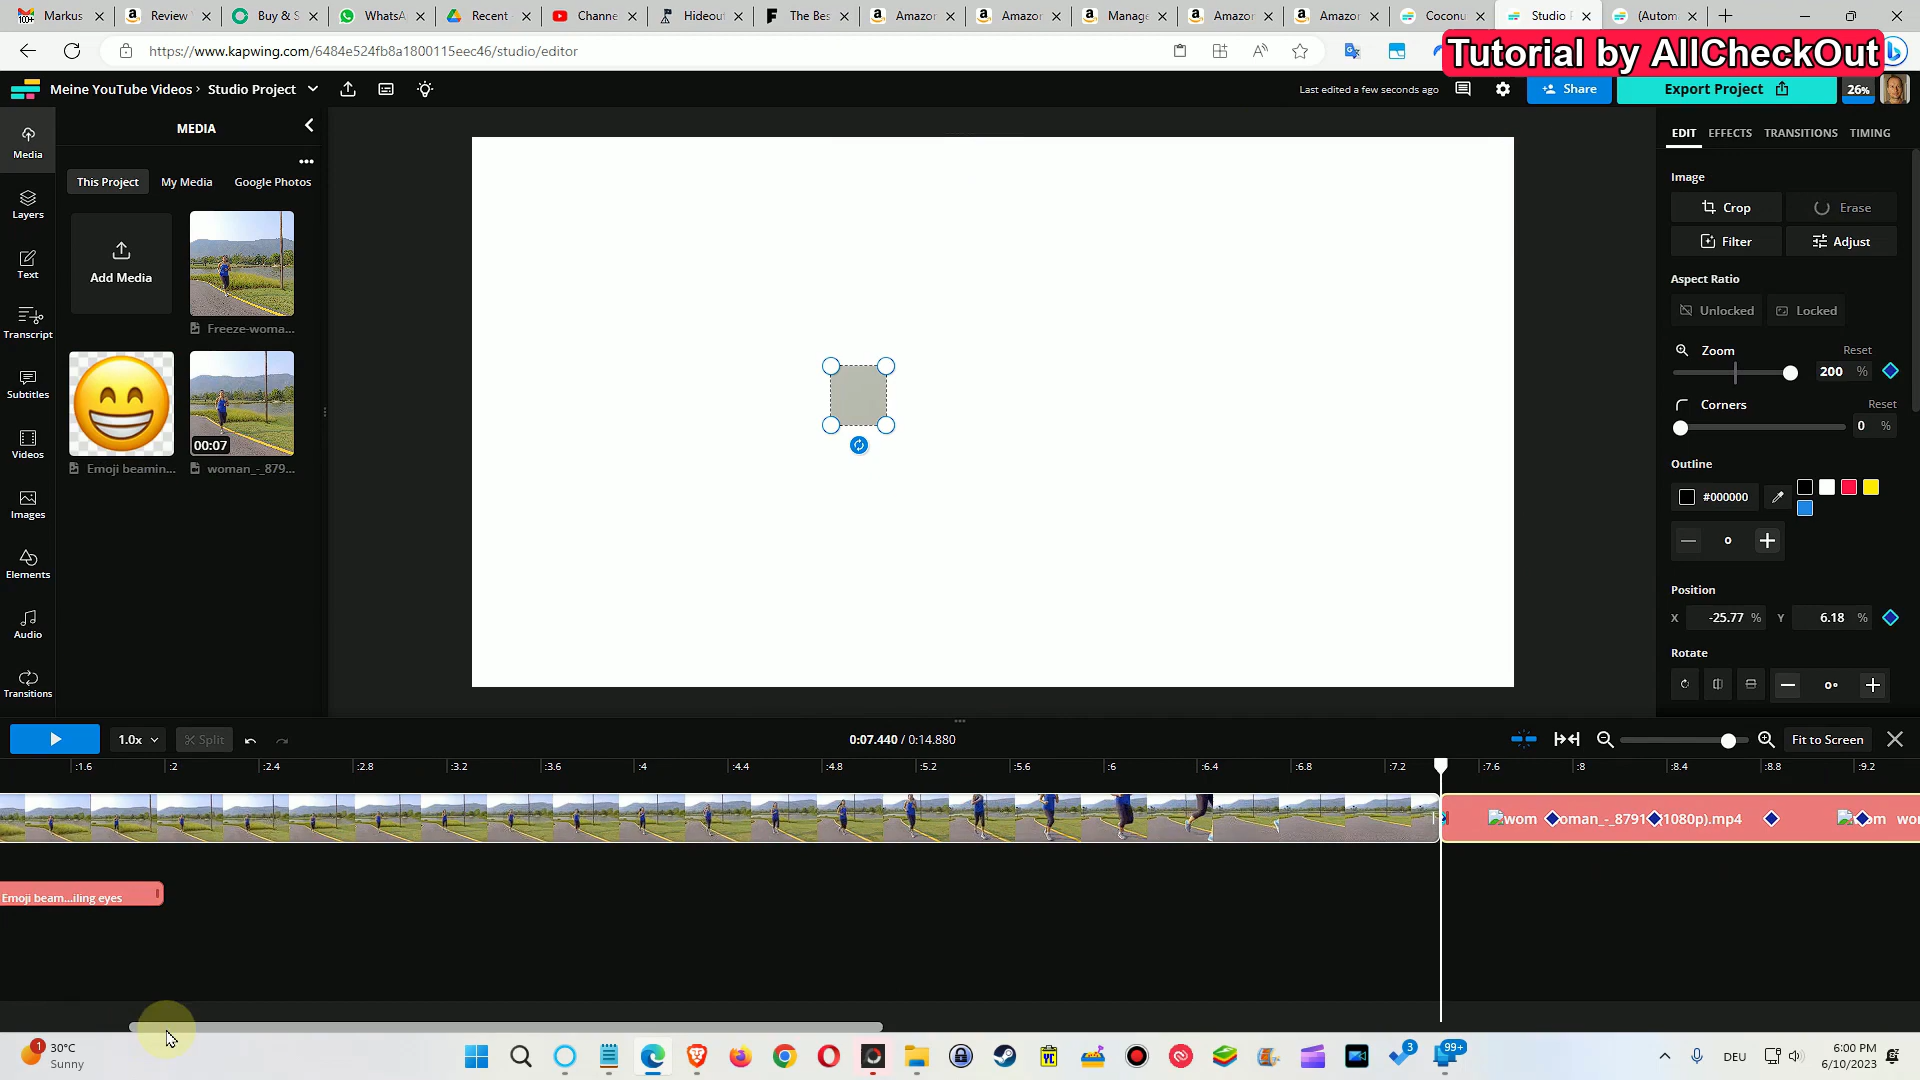 Markus
Review
Buy & S
WhatsA
Recent
Channe
Hideout
The Bes
Amazon
Amazon
Manage
Amazon
Amazon
Coconu
Studio P
(Autom
https://www.kapwing.com/6484e524fb8a1800115eec46/studio/editor
Tutorial by AllCheckOut
Meine YouTube Videos › Studio Project
Last edited a few seconds ago
Share
Export Project
26%
Media
Layers
Text
Transcript
Subtitles
Videos
Images
Elements
Audio
Transitions
MEDIA
This Project
My Media
Google Photos
Add Media
Freeze-woma...
00:07
Emoji beamin...
woman_-_879...
EDIT
EFFECTS
TRANSITIONS
TIMING
Image
Crop
Erase
Filter
Adjust
Aspect Ratio
Unlocked
Locked
Zoom
Reset
200 %
Corners
Reset
0 %
Outline
#000000
0
Position
X -25.77 % Y 6.18 %
Rotate
0°
1.0x
Split
0:07.440 / 0:14.880
Fit to Screen
:1.6 :2 :2.4 :2.8 :3.2 :3.6 :4 :4.4 :4.8 :5.2 :5.6 :6 :6.4 :6.8 :7.2 :7.6 :8 :8.4 :8.8 :9.2
Emoji beam...iling eyes
30°C
Sunny
99+
3
DEU
6:00 PM
6/10/2023